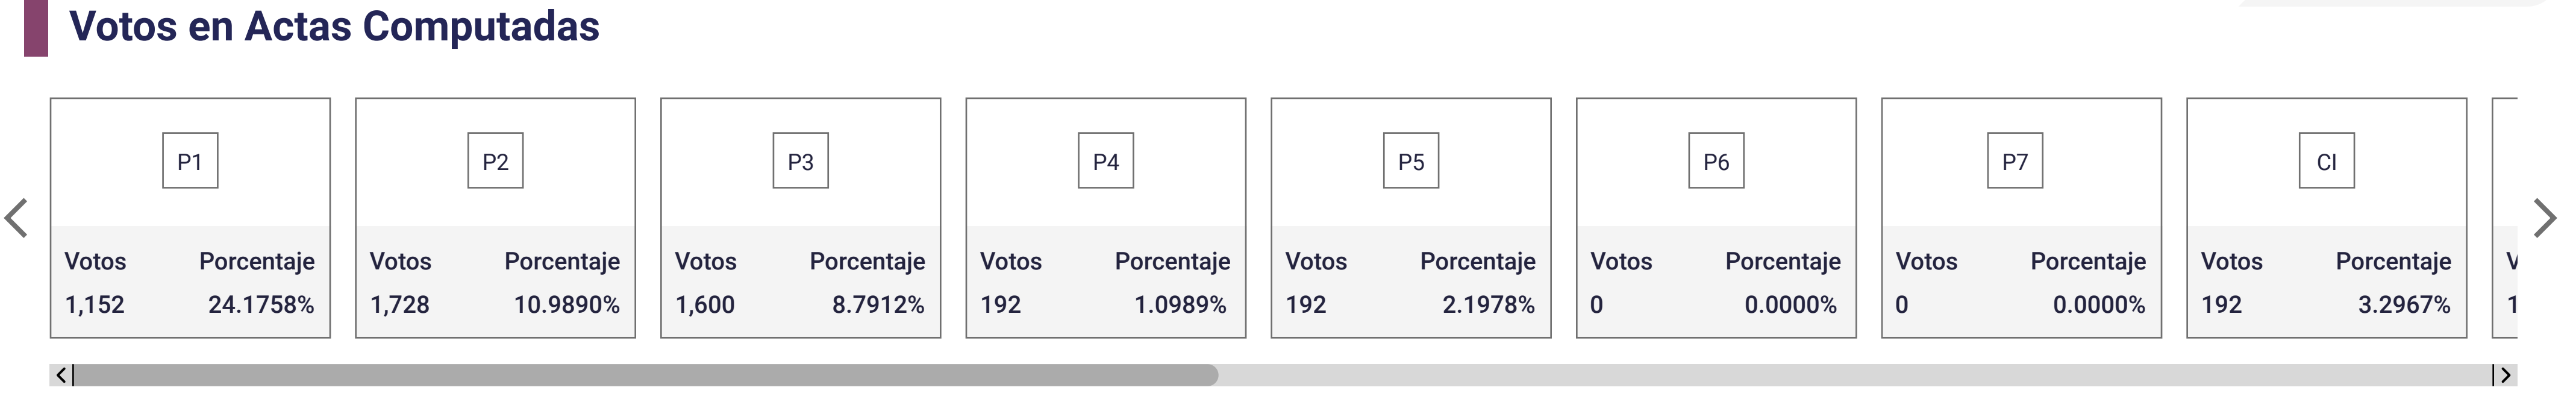 Votos en Actas Computadas
P1 P2 P3 P4 P5 P6 P7 CI
Votos Porcentaje Votos Porcentaje Votos Porcentaje Votos Porcentaje Votos Porcentaje Votos Porcentaje Votos Porcentaje Votos Porcentaje V
1,152 24.1758% 1,728 10.9890% 1,600 8.7912% 192 1.0989% 192 2.1978% 0 0.0000% 0 0.0000% 192 3.2967% 1